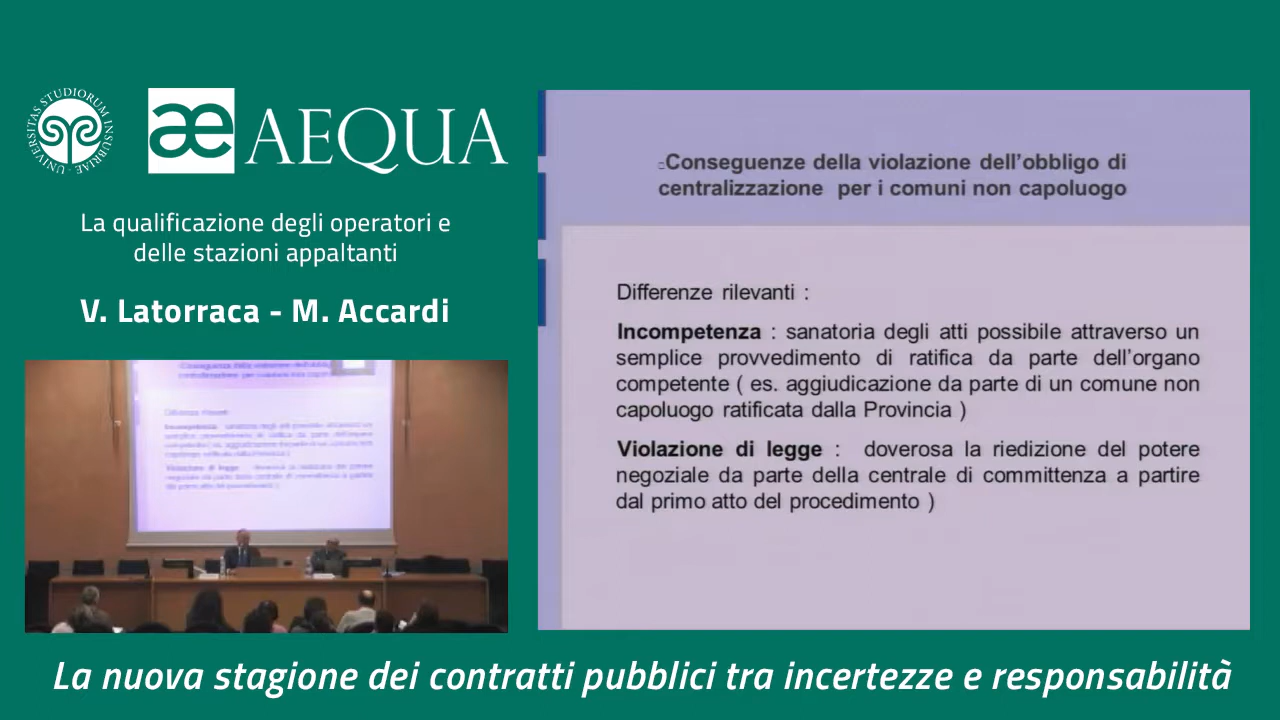 UNIVERSITAS STUDIORUM INSUBRIAE
æ AEQUA
La qualificazione degli operatori e
delle stazioni appaltanti
V. Latorraca - M. Accardi
Conseguenze della violazione dell’obbligo di
centralizzazione per i comuni non capoluogo
Differenze rilevanti :
Incompetenza : sanatoria degli atti possibile attraverso un
semplice provvedimento di ratifica da parte dell’organo
competente ( es. aggiudicazione da parte di un comune non
capoluogo ratificata dalla Provincia )
Violazione di legge : doverosa la riedizione del potere
negoziale da parte della centrale di committenza a partire
dal primo atto del procedimento )
La nuova stagione dei contratti pubblici tra incertezze e responsabilità